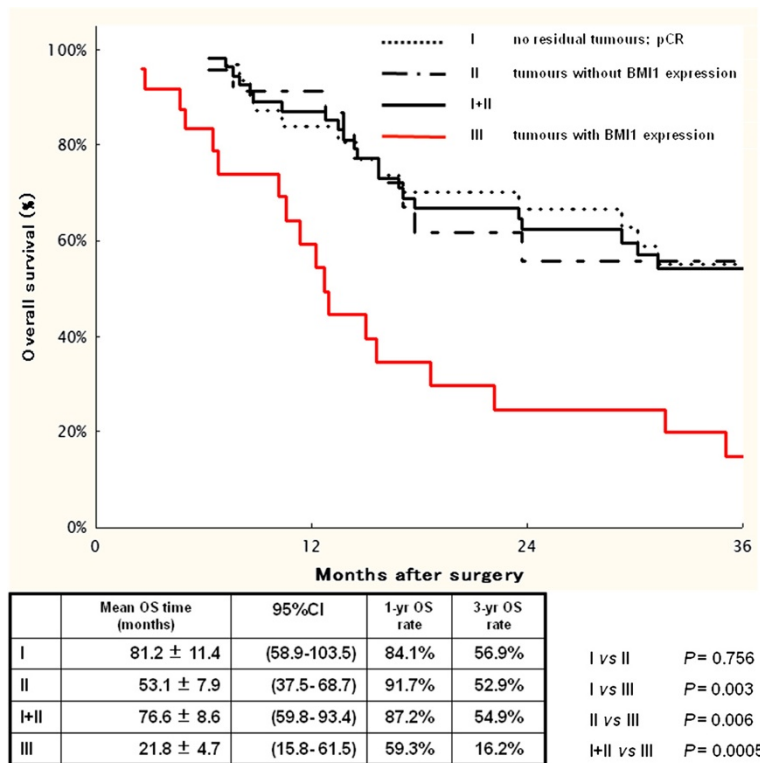 100%
80%
60%
40%
20%
0%
Overall survival (%)
I no residual tumours; pCR
II tumours without BMI1 expression
I+II
III tumours with BMI1 expression
0 12 24 36
Months after surgery
Mean OS time (months) 95%CI 1-yr OS rate 3-yr OS rate
I 81.2 ± 11.4 (58.9-103.5) 84.1% 56.9%
II 53.1 ± 7.9 (37.5- 68.7) 91.7% 52.9%
I+II 76.6 ± 8.6 (59.8- 93.4) 87.2% 54.9%
III 21.8 ± 4.7 (15.8- 61.5) 59.3% 16.2%
I vs II P= 0.756
I vs III P= 0.003
II vs III P= 0.006
I+II vs III P= 0.0005